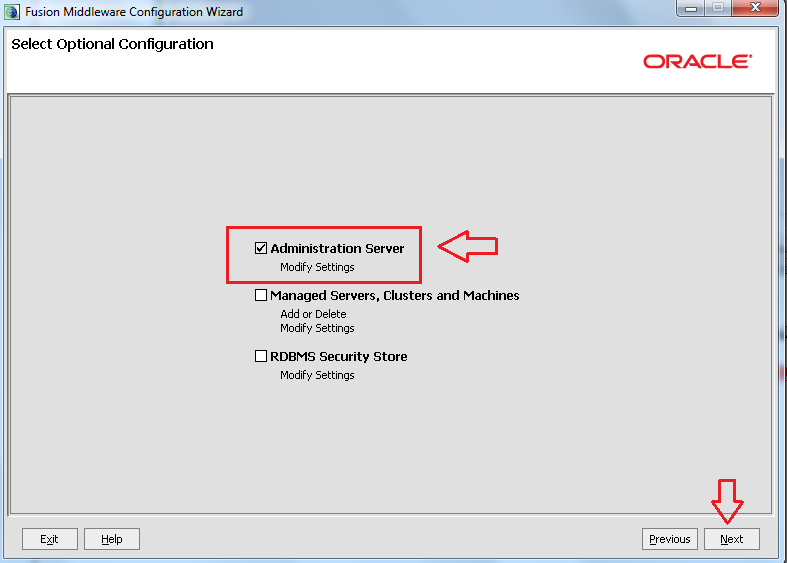 Fusion Middleware Configuration Wizard
Select Optional Configuration
ORACLE
Administration Server
Modify Settings
Managed Servers, Clusters and Machines
Add or Delete
Modify Settings
RDBMS Security Store
Modify Settings
Exit
Help
Previous
Next